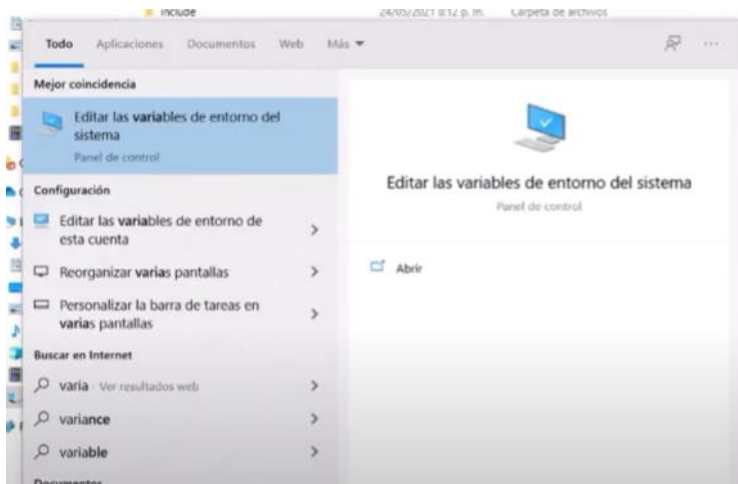 include 24/05/2021 8:12 p. m. Carpeta de archivos
Todo Aplicaciones Documentos Web Más
Mejor coincidencia
Editar las variables de entorno del
sistema
Panel de control
Configuración
Editar las variables de entorno de
esta cuenta
Reorganizar varias pantallas
Personalizar la barra de tareas en
varias pantallas
Buscar en Internet
varia - Ver resultados web
variance
variable
Documentos
Editar las variables de entorno del sistema
Panel de control
Abrir